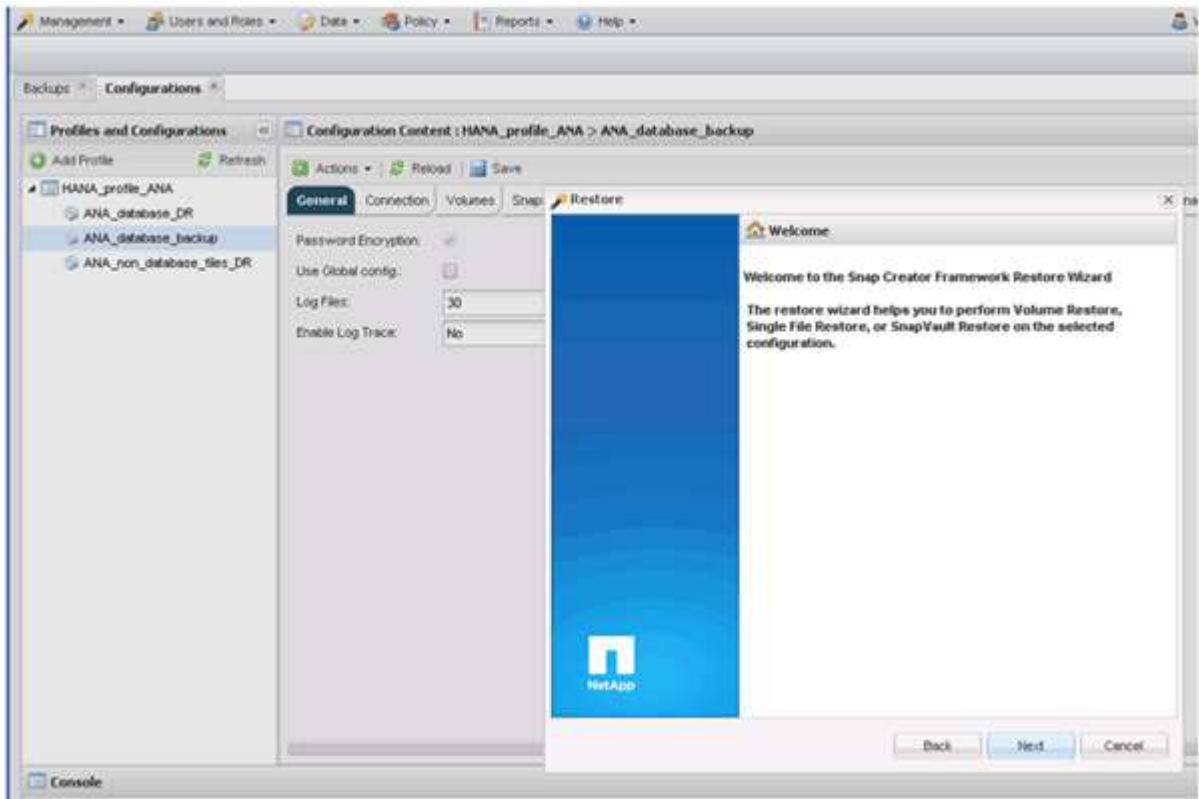 Management Users and Roles Data Policy Reports Help
Backups Configurations
Profiles and Configurations
Configuration Content : HANA_profile_ANA > ANA_database_backup
Add Profile Refresh
Actions Reload Save
HANA_profile_ANA
ANA_database_DR
ANA_database_backup
ANA_non_database_files_DR
General Connection Volumes
Password Encryption:
Use Global config.:
Log Files: 30
Enable Log Trace: No
Restore
Welcome
Welcome to the Snap Creator Framework Restore Wizard
The restore wizard helps you to perform Volume Restore,
Single File Restore, or SnapVault Restore on the selected
configuration.
NetApp
Back Next Cancel
Console